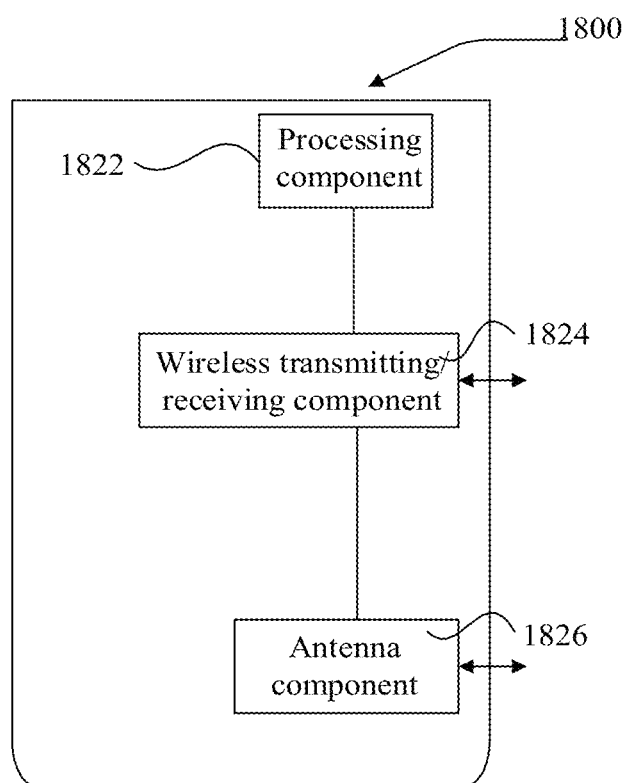 1800
Processing
component
1822
1824
Wireless transmitting/
receiving component
1826
Antenna
component